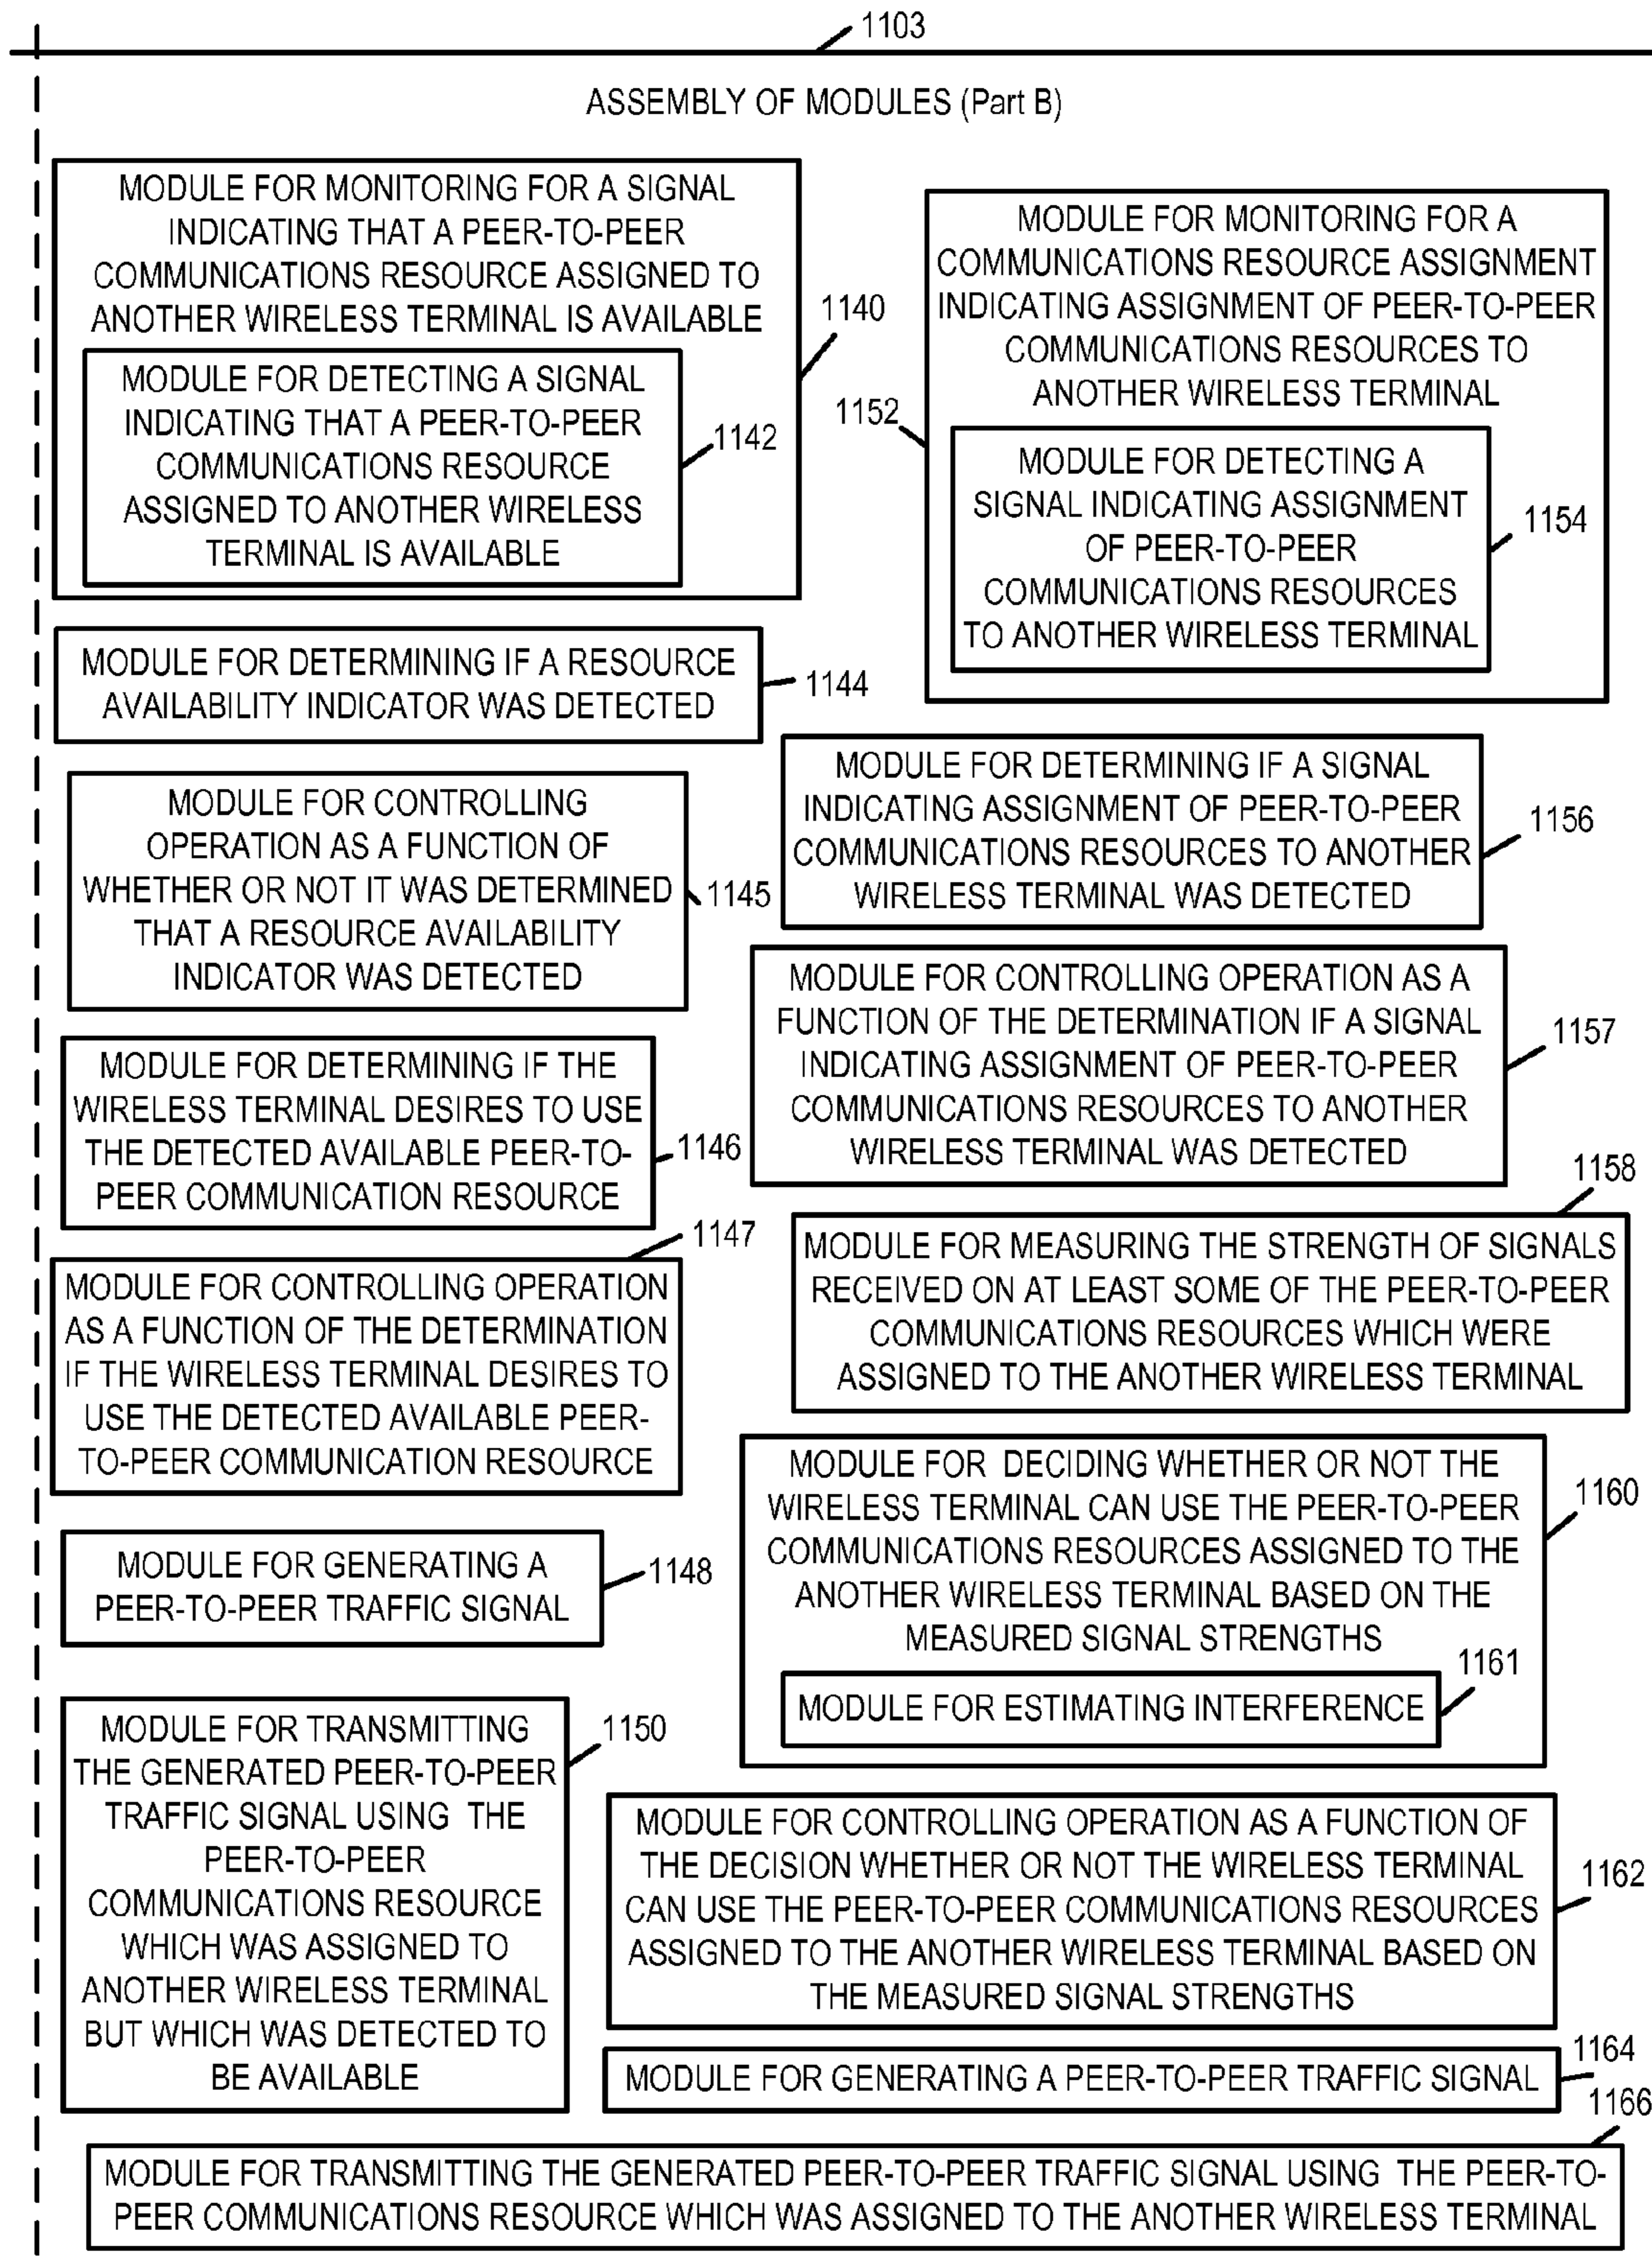 1103
ASSEMBLY OF MODULES (Part B)
MODULE FOR MONITORING FOR A SIGNAL
INDICATING THAT A PEER-TO-PEER
COMMUNICATIONS RESOURCE ASSIGNED TO
ANOTHER WIRELESS TERMINAL IS AVAILABLE
1140
MODULE FOR DETECTING A SIGNAL
INDICATING THAT A PEER-TO-PEER
COMMUNICATIONS RESOURCE
ASSIGNED TO ANOTHER WIRELESS
TERMINAL IS AVAILABLE
1142
MODULE FOR DETERMINING IF A RESOURCE
AVAILABILITY INDICATOR WAS DETECTED
1144
MODULE FOR CONTROLLING
OPERATION AS A FUNCTION OF
WHETHER OR NOT IT WAS DETERMINED
THAT A RESOURCE AVAILABILITY
INDICATOR WAS DETECTED
1145
MODULE FOR DETERMINING IF THE
WIRELESS TERMINAL DESIRES TO USE
THE DETECTED AVAILABLE PEER-TO-
PEER COMMUNICATION RESOURCE
1146
1147
MODULE FOR CONTROLLING OPERATION
AS A FUNCTION OF THE DETERMINATION
IF THE WIRELESS TERMINAL DESIRES TO
USE THE DETECTED AVAILABLE PEER-
TO-PEER COMMUNICATION RESOURCE
MODULE FOR GENERATING A
PEER-TO-PEER TRAFFIC SIGNAL
1148
MODULE FOR TRANSMITTING
THE GENERATED PEER-TO-PEER
TRAFFIC SIGNAL USING THE
PEER-TO-PEER
COMMUNICATIONS RESOURCE
WHICH WAS ASSIGNED TO
ANOTHER WIRELESS TERMINAL
BUT WHICH WAS DETECTED TO
BE AVAILABLE
1150
MODULE FOR MONITORING FOR A
COMMUNICATIONS RESOURCE ASSIGNMENT
INDICATING ASSIGNMENT OF PEER-TO-PEER
COMMUNICATIONS RESOURCES TO
ANOTHER WIRELESS TERMINAL
1152
MODULE FOR DETECTING A
SIGNAL INDICATING ASSIGNMENT
OF PEER-TO-PEER
COMMUNICATIONS RESOURCES
TO ANOTHER WIRELESS TERMINAL
1154
MODULE FOR DETERMINING IF A SIGNAL
INDICATING ASSIGNMENT OF PEER-TO-PEER
COMMUNICATIONS RESOURCES TO ANOTHER
WIRELESS TERMINAL WAS DETECTED
1156
MODULE FOR CONTROLLING OPERATION AS A
FUNCTION OF THE DETERMINATION IF A SIGNAL
INDICATING ASSIGNMENT OF PEER-TO-PEER
COMMUNICATIONS RESOURCES TO ANOTHER
WIRELESS TERMINAL WAS DETECTED
1157
1158
MODULE FOR MEASURING THE STRENGTH OF SIGNALS
RECEIVED ON AT LEAST SOME OF THE PEER-TO-PEER
COMMUNICATIONS RESOURCES WHICH WERE
ASSIGNED TO THE ANOTHER WIRELESS TERMINAL
MODULE FOR DECIDING WHETHER OR NOT THE
WIRELESS TERMINAL CAN USE THE PEER-TO-PEER
COMMUNICATIONS RESOURCES ASSIGNED TO THE
ANOTHER WIRELESS TERMINAL BASED ON THE
MEASURED SIGNAL STRENGTHS
1160
1161
MODULE FOR ESTIMATING INTERFERENCE
MODULE FOR CONTROLLING OPERATION AS A FUNCTION OF
THE DECISION WHETHER OR NOT THE WIRELESS TERMINAL
CAN USE THE PEER-TO-PEER COMMUNICATIONS RESOURCES
ASSIGNED TO THE ANOTHER WIRELESS TERMINAL BASED ON
THE MEASURED SIGNAL STRENGTHS
1162
MODULE FOR GENERATING A PEER-TO-PEER TRAFFIC SIGNAL
1164
1166
MODULE FOR TRANSMITTING THE GENERATED PEER-TO-PEER TRAFFIC SIGNAL USING THE PEER-TO-
PEER COMMUNICATIONS RESOURCE WHICH WAS ASSIGNED TO THE ANOTHER WIRELESS TERMINAL